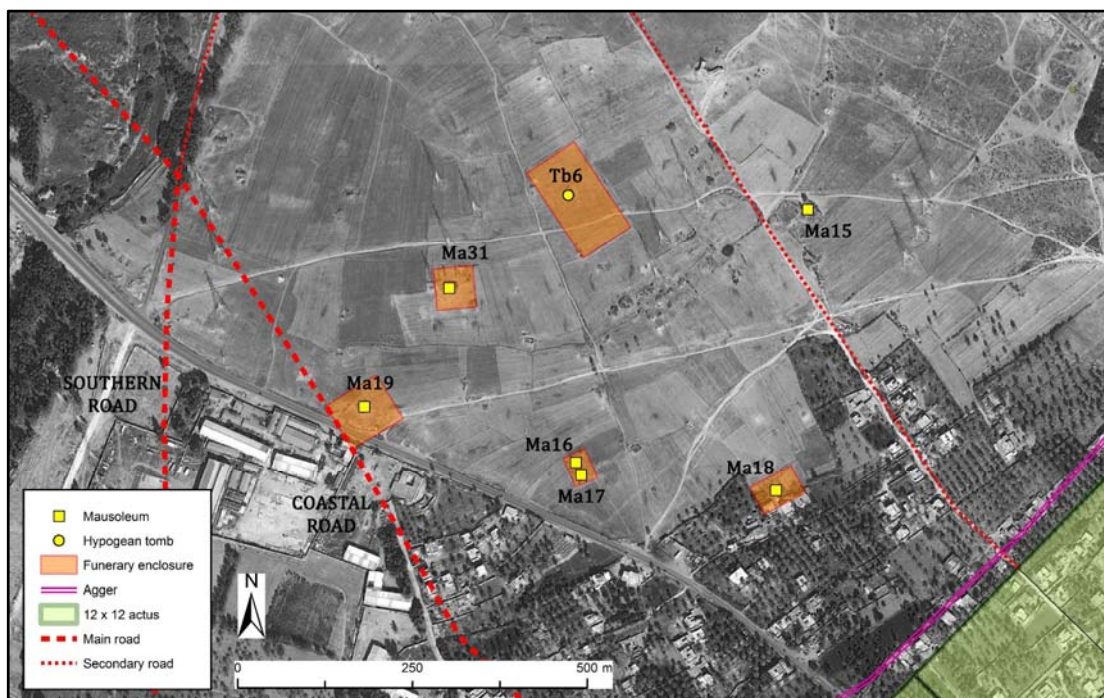 Tb6
Ma15
Ma31
Ma19
SOUTHERN
ROAD
Ma16
Ma17
Ma18
COASTAL
ROAD
Mausoleum
Hypogean tomb
Funerary enclosure
Agger
12 x 12 actus
Main road
Secondary road
N
0
250
500 m